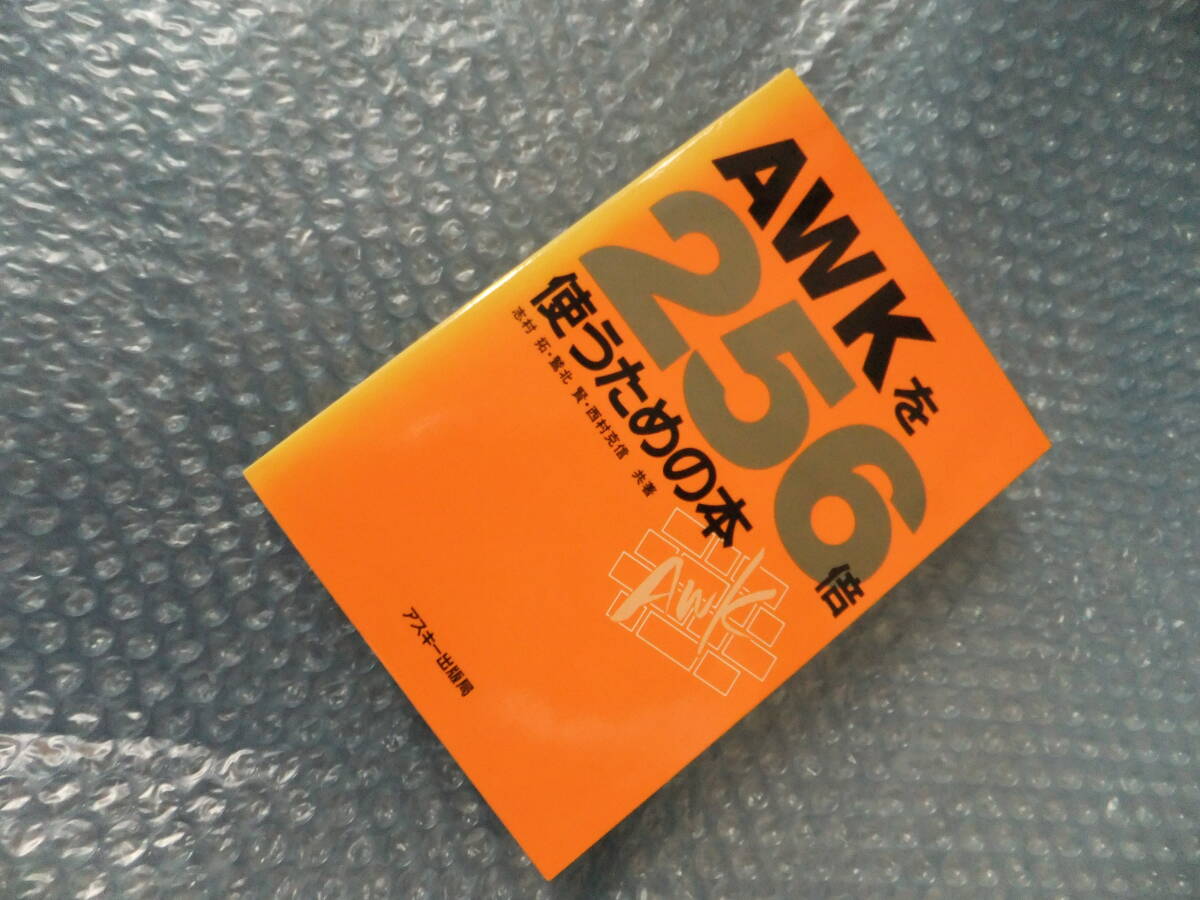 AWKを
256倍
使うための本
志村 拓・鷲北 賢・西村克信 共著
AWK
アスキー出版局